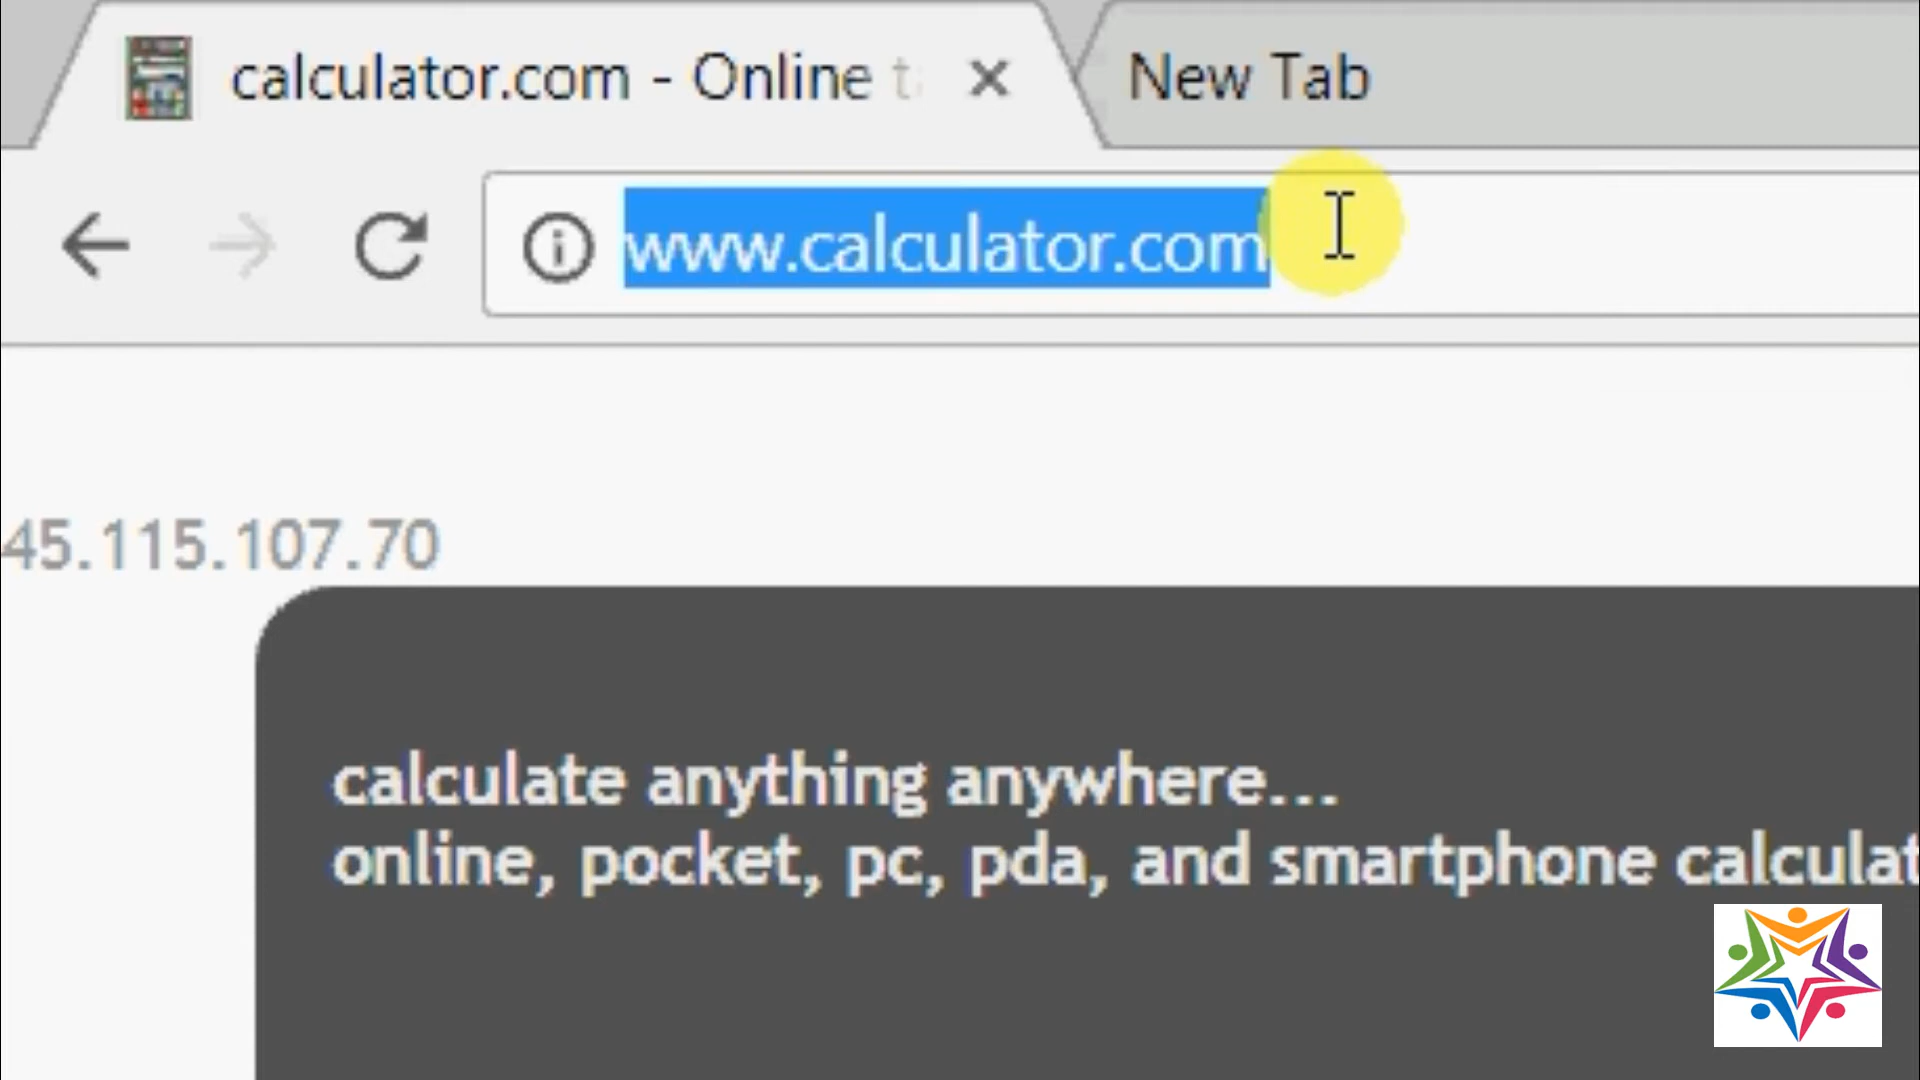 calculator.com - Online
New Tab
www.calculator.com
45.115.107.70
calculate anything anywhere...
online, pocket, pc, pda, and smartphone